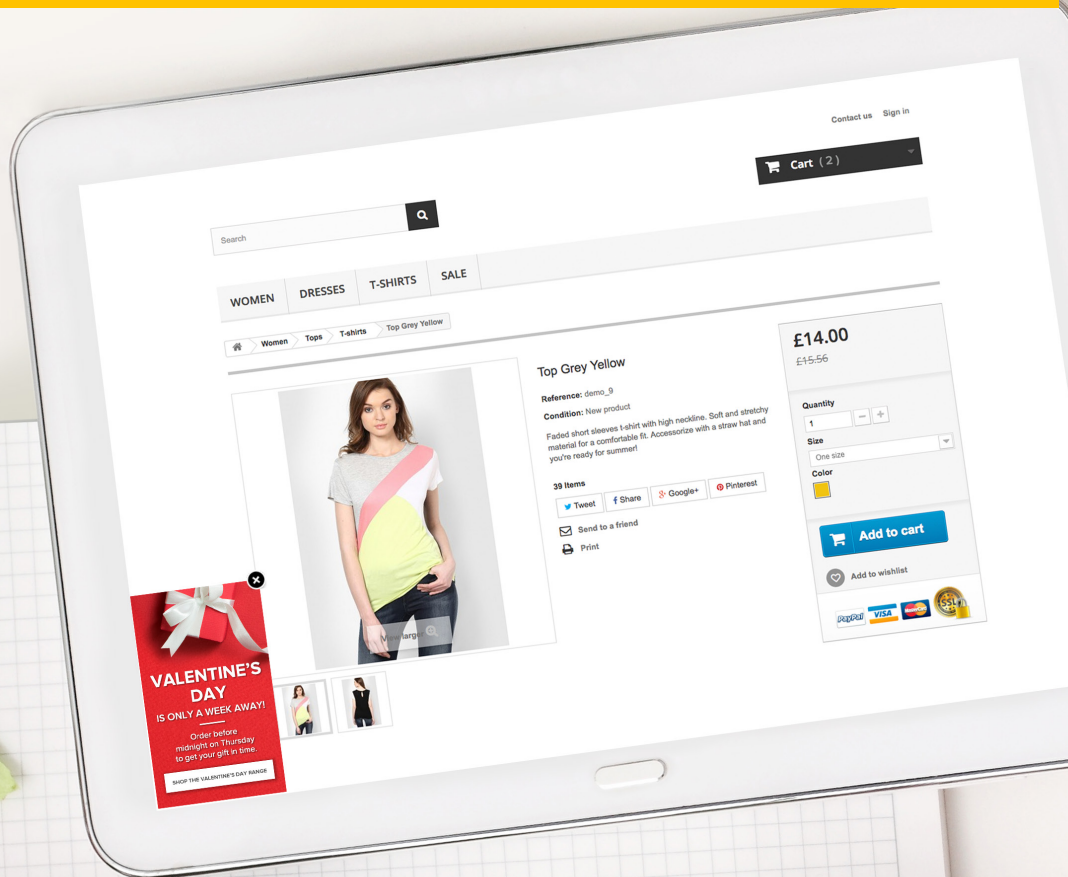 Contact us Sign in
Cart (2)
Search
WOMEN DRESSES T-SHIRTS SALE
Women Tops T-shirts Top Grey Yellow
Top Grey Yellow
Reference: demo_9
Condition: New product
Faded short sleeves t-shirt with high neckline. Soft and stretchy
material for a comfortable fit. Accessorize with a straw hat and
you're ready for summer!
39 Items
Tweet Share Google+ Pinterest
Send to a friend
Print
View larger
£14.00
£15.56
Quantity
1
Size
One size
Color
Add to cart
Add to wishlist
PayPal VISA MasterCard SSL
VALENTINE'S
DAY
IS ONLY A WEEK AWAY!
Order before
midnight on Thursday
to get your gift in time.
SHOP THE VALENTINE'S DAY RANGE